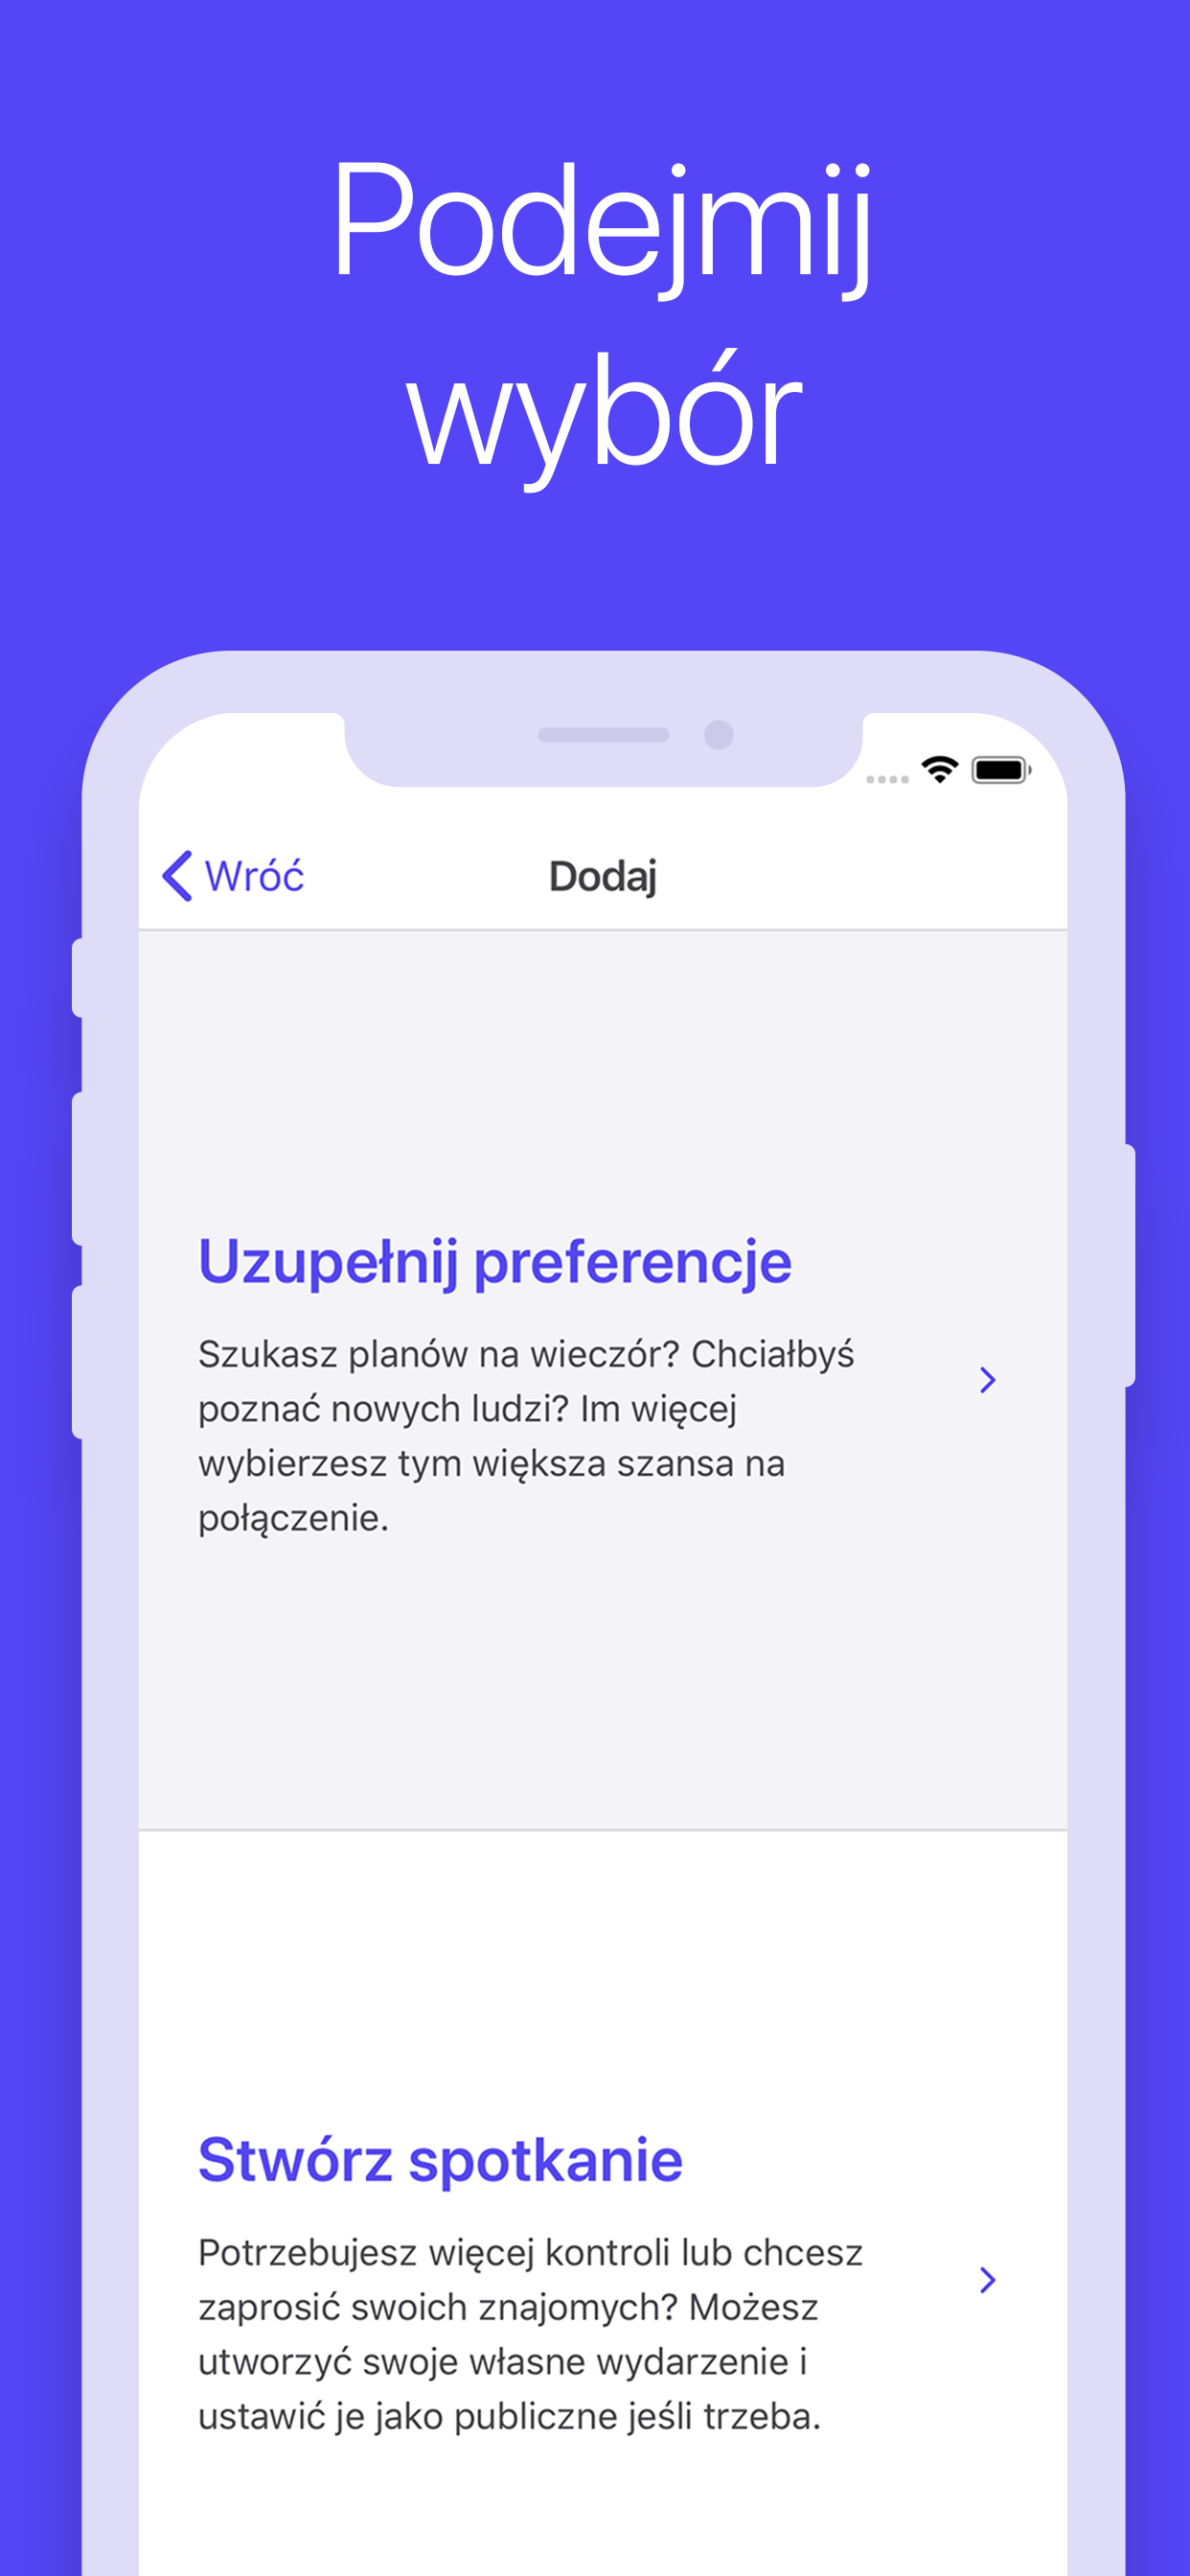 Podejmij
wybór
Wróć
Dodaj
Uzupełnij preferencje
Szukasz planów na wieczór? Chciałbyś
poznać nowych ludzi? Im więcej
wybierzesz tym większa szansa na
połączenie.
Stwórz spotkanie
Potrzebujesz więcej kontroli lub chcesz
zaprosić swoich znajomych? Możesz
utworzyć swoje własne wydarzenie i
ustawić je jako publiczne jeśli trzeba.